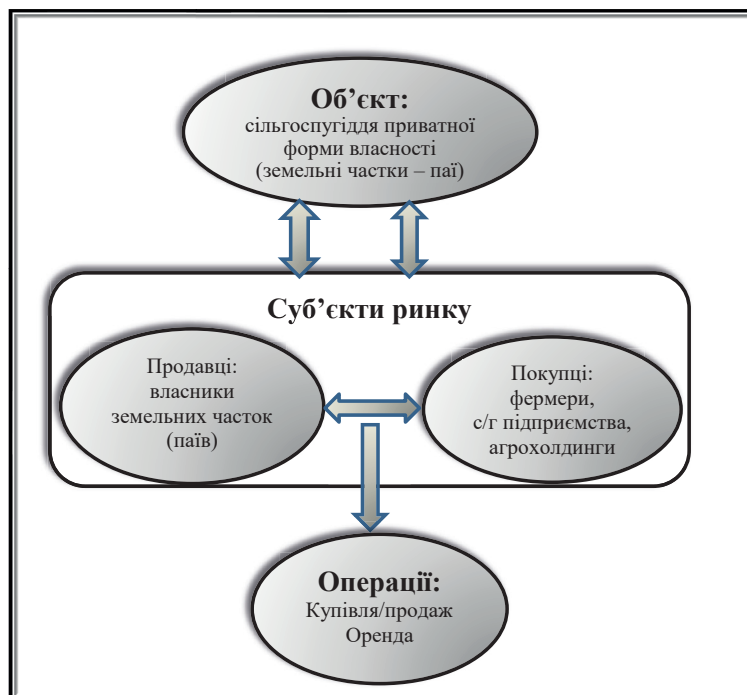 Об’єкт:
сільгоспугіддя приватної
форми власності
(земельні частки – паї)
Суб’єкти ринку
Продавці:
власники
земельних часток
(паїв)
Покупці:
фермери,
с/г підприємства,
агрохолдинги
Операції:
Купівля/продаж
Оренда